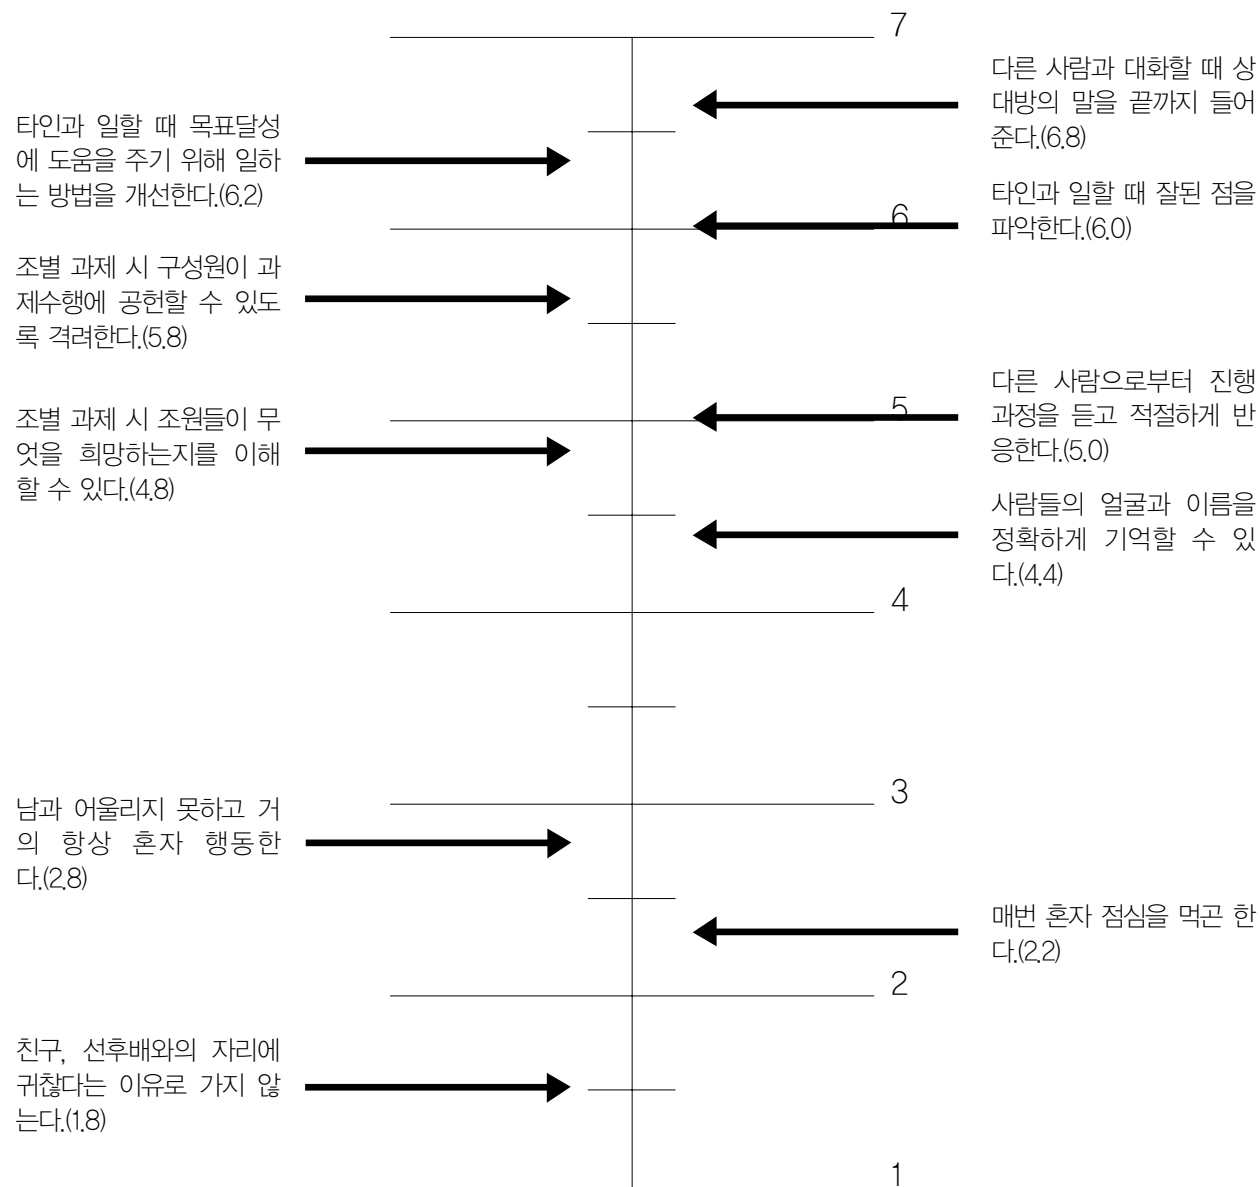 7
다른 사람과 대화할 때 상
대방의 말을 끝까지 들어
준다.(6.8)
타인과 일할 때 목표달성
에 도움을 주기 위해 일하
는 방법을 개선한다.(6.2)
6
타인과 일할 때 잘된 점을
파악한다.(6.0)
조별 과제 시 구성원이 과
제수행에 공헌할 수 있도
록 격려한다.(5.8)
5
다른 사람으로부터 진행
과정을 듣고 적절하게 반
응한다.(5.0)
조별 과제 시 조원들이 무
엇을 희망하는지를 이해
할 수 있다.(4.8)
사람들의 얼굴과 이름을
정확하게 기억할 수 있
다.(4.4)
4
3
남과 어울리지 못하고 거
의 항상 혼자 행동한
다.(2.8)
매번 혼자 점심을 먹곤 한
다.(2.2)
2
친구, 선후배와의 자리에
귀찮다는 이유로 가지 않
는다.(1.8)
1